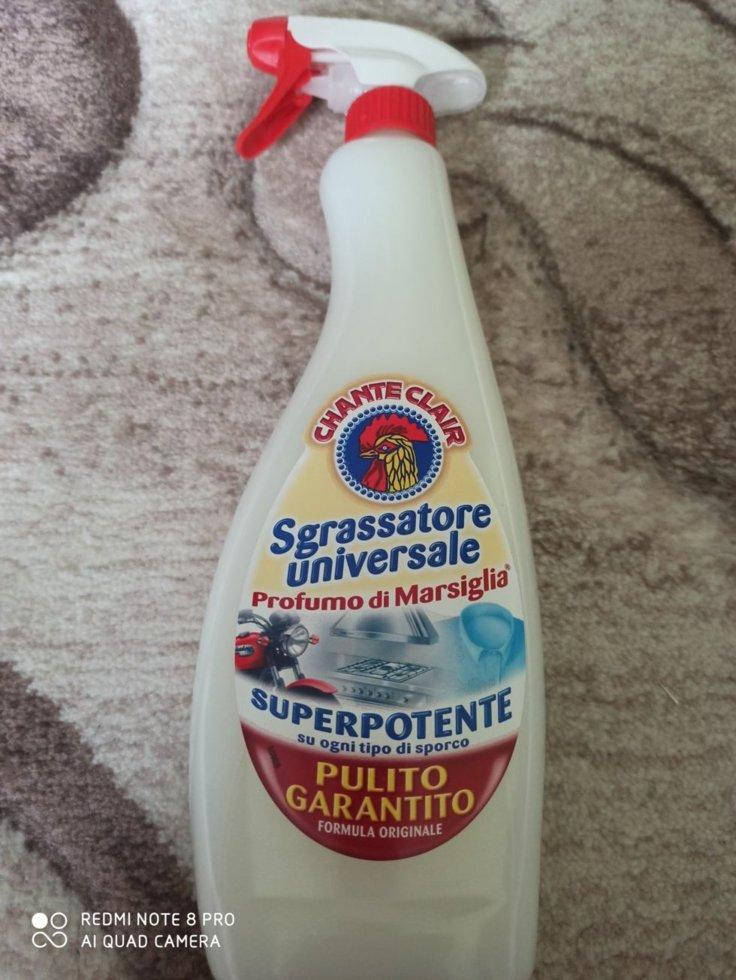 CHANTE CLAIR
Sgrassatore
universale
Profumo di Marsiglia®
SUPERPOTENTE
su ogni tipo di sporco
PULITO
GARANTITO
FORMULA ORIGINALE
REDMI NOTE 8 PRO
AI QUAD CAMERA